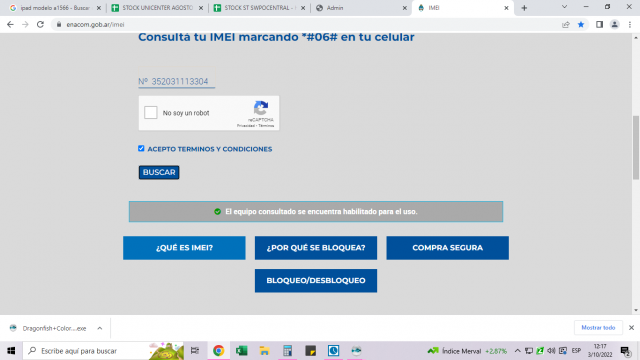 ipad modelo a1566 - Busca
STOCK UNICENTER AGOSTO
STOCK ST SWPOCENTRAL -
Admin
IMEI
enacom.gob.ar/imei
Consultá tu IMEI marcando *#06# en tu celular
Nº 352031113304
No soy un robot
reCAPTCHA
Privacidad - Términos
ACEPTO TERMINOS Y CONDICIONES
BUSCAR
El equipo consultado se encuentra habilitado para el uso.
¿QUÉ ES IMEI?
¿POR QUÉ SE BLOQUEA?
COMPRA SEGURA
BLOQUEO/DESBLOQUEO
Dragonfish+Color....exe
Mostrar todo
Escribe aquí para buscar
Índice Merval +2,87%
ESP
12:17
3/10/2022